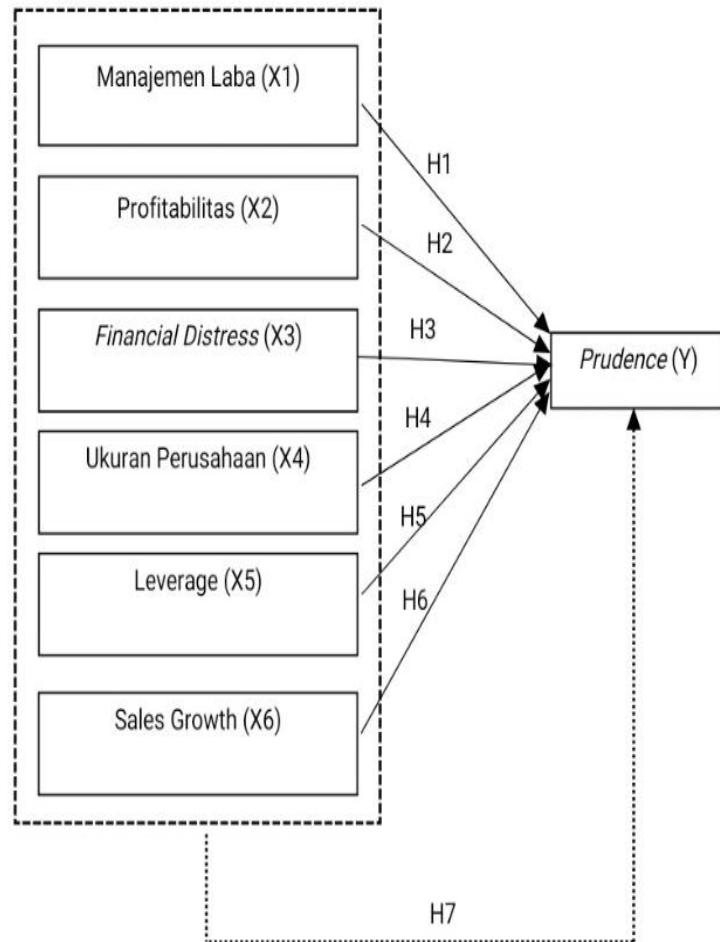 Manajemen Laba (X1)
H1
Profitabilitas (X2)
H2
Financial Distress (X3)
H3
Prudence (Y)
Ukuran Perusahaan (X4)
H4
H5
Leverage (X5)
H6
Sales Growth (X6)
H7